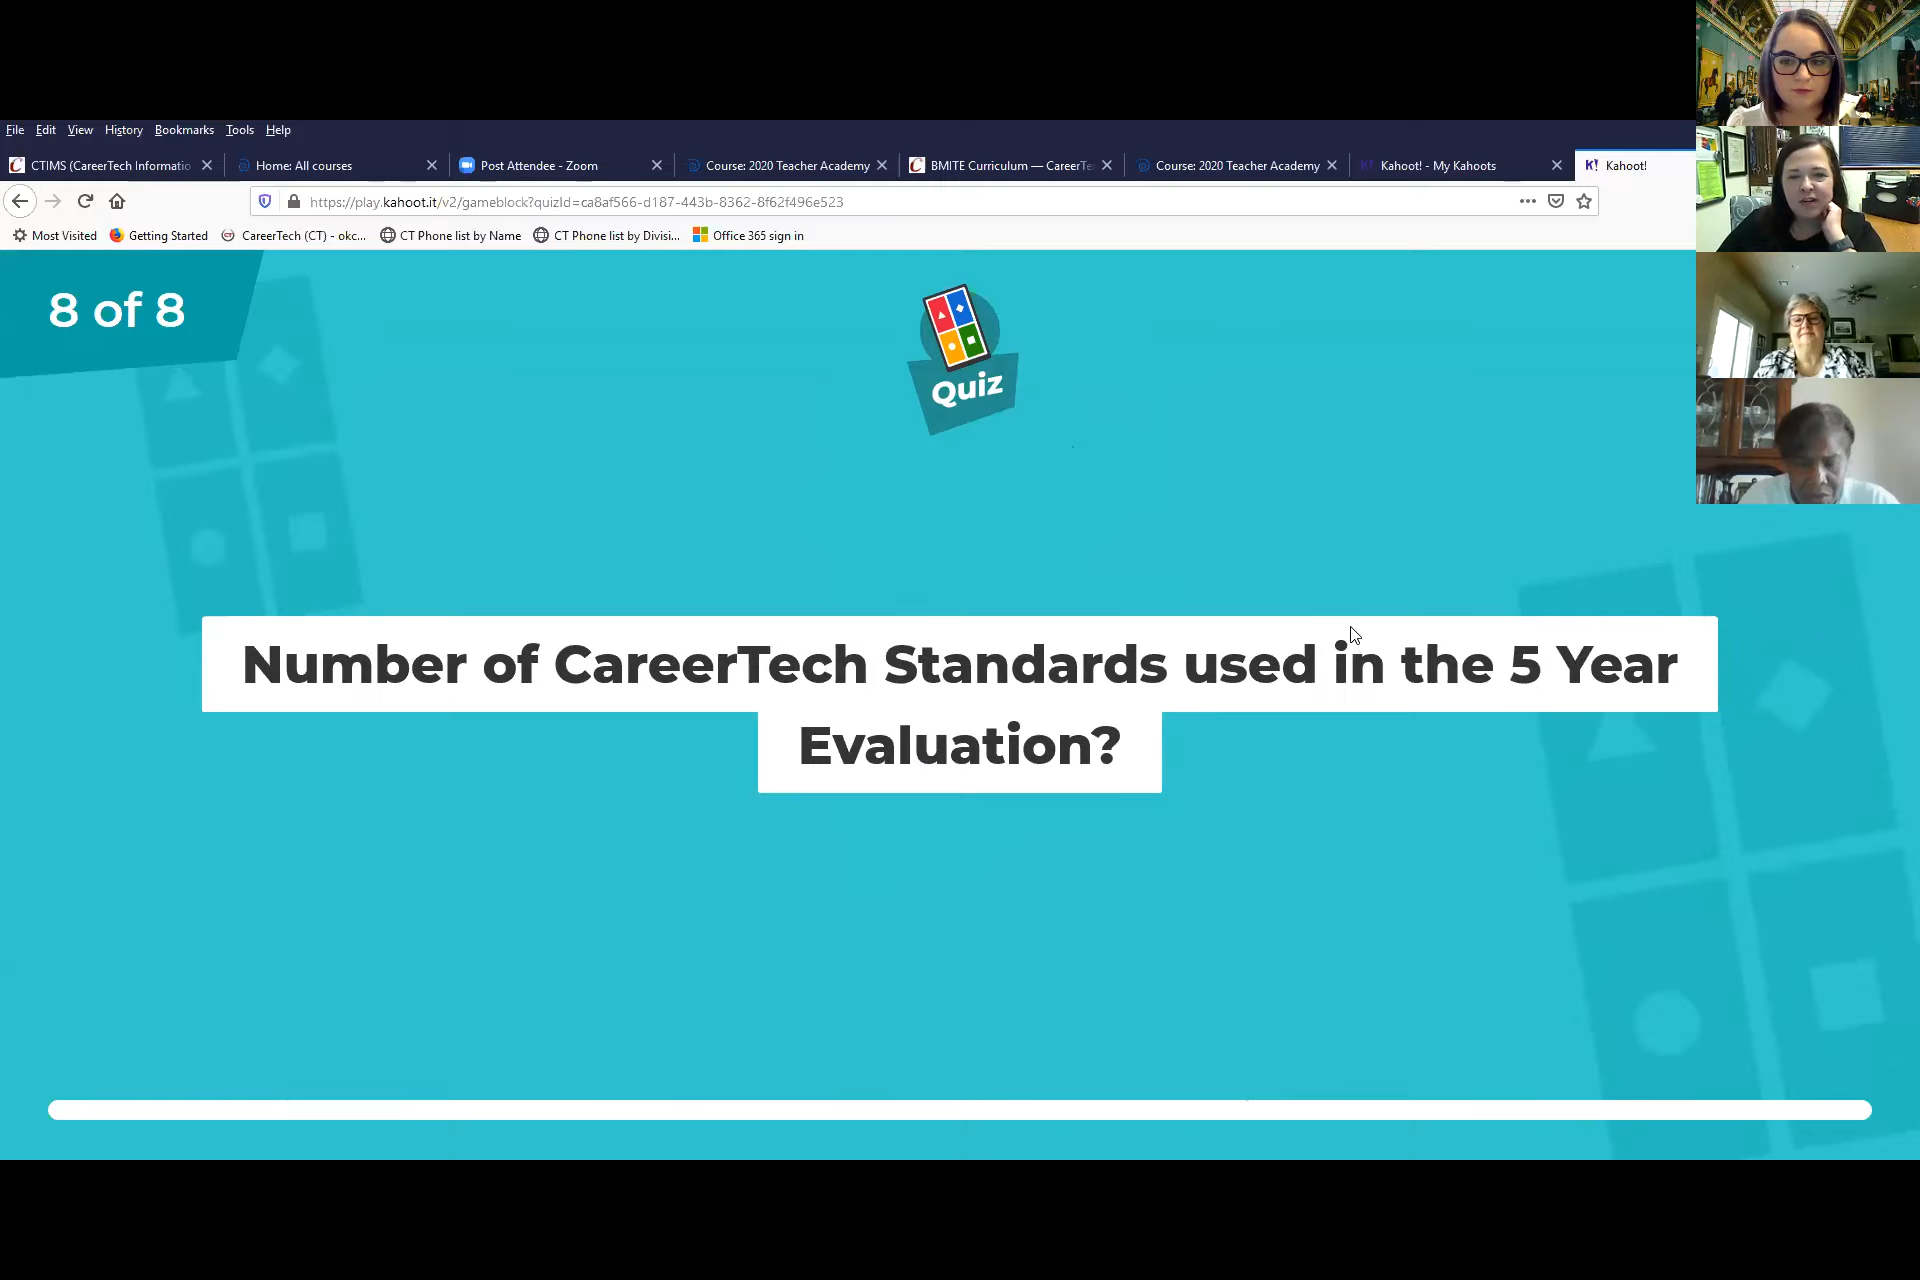 File Edit View History Bookmarks Tools Help
CTIMS (CareerTech Informatio
Home: All courses
Post Attendee - Zoom
Course: 2020 Teacher Academy
BMITE Curriculum — CareerTe
Course: 2020 Teacher Academy
K! Kahoot! - My Kahoots
K! Kahoot!
https://play.kahoot.it/v2/gameblock?quizId=ca8af566-d187-443b-8362-8f62f496e523
Most Visited Getting Started CareerTech (CT) - okc... CT Phone list by Name CT Phone list by Divisi... Office 365 sign in
8 of 8
Quiz
Number of CareerTech Standards used in the 5 Year
Evaluation?